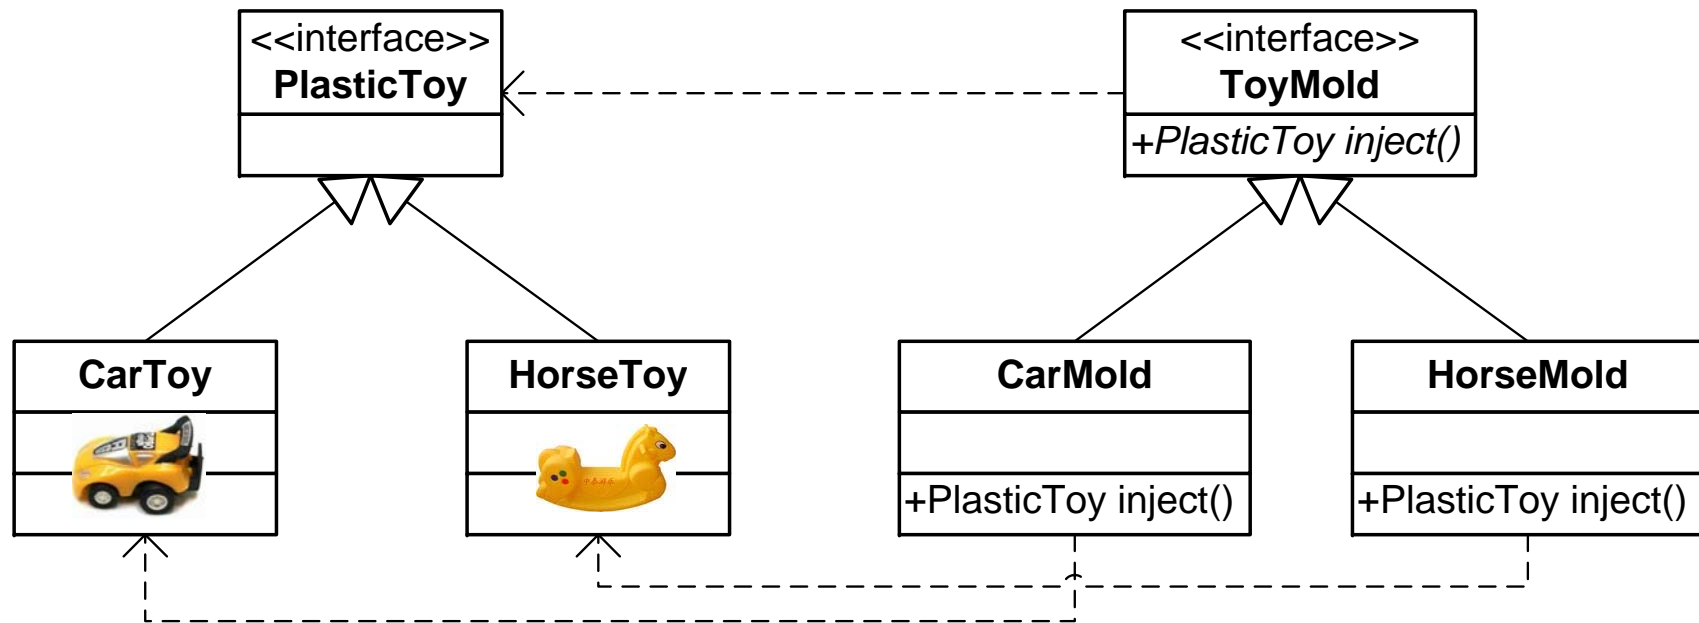 <<interface>>
PlasticToy
<<interface>>
ToyMold
+PlasticToy inject()
CarToy
HorseToy
CarMold
+PlasticToy inject()
HorseMold
+PlasticToy inject()